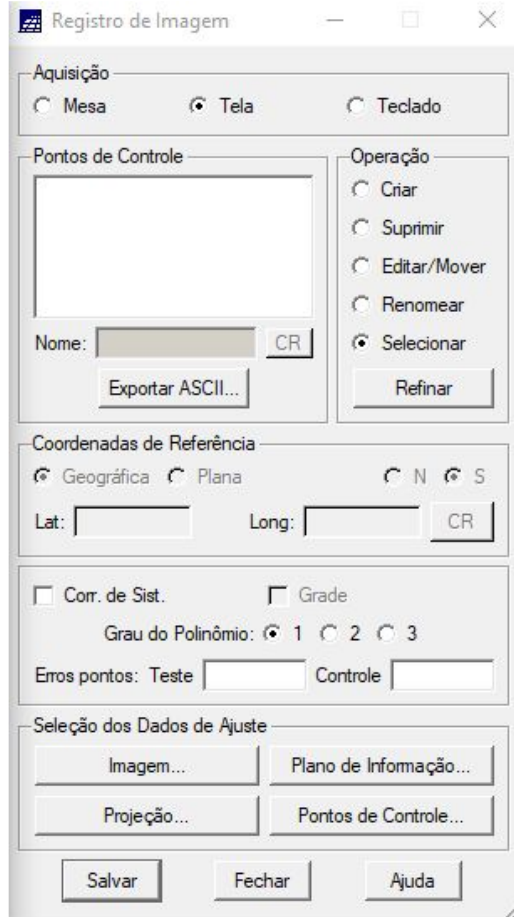 Registro de Imagem
Aquisição
Mesa Tela Teclado
Pontos de Controle
Nome: CR
Exportar ASCII...
Operação
Criar
Suprimir
Editar/Mover
Renomear
Selecionar
Refinar
Coordenadas de Referência
Geográfica Plana N S
Lat: Long: CR
Corr. de Sist. Grade
Grau do Polinômio: 1 2 3
Erros pontos: Teste Controle
Seleção dos Dados de Ajuste
Imagem... Plano de Informação...
Projeção... Pontos de Controle...
Salvar Fechar Ajuda